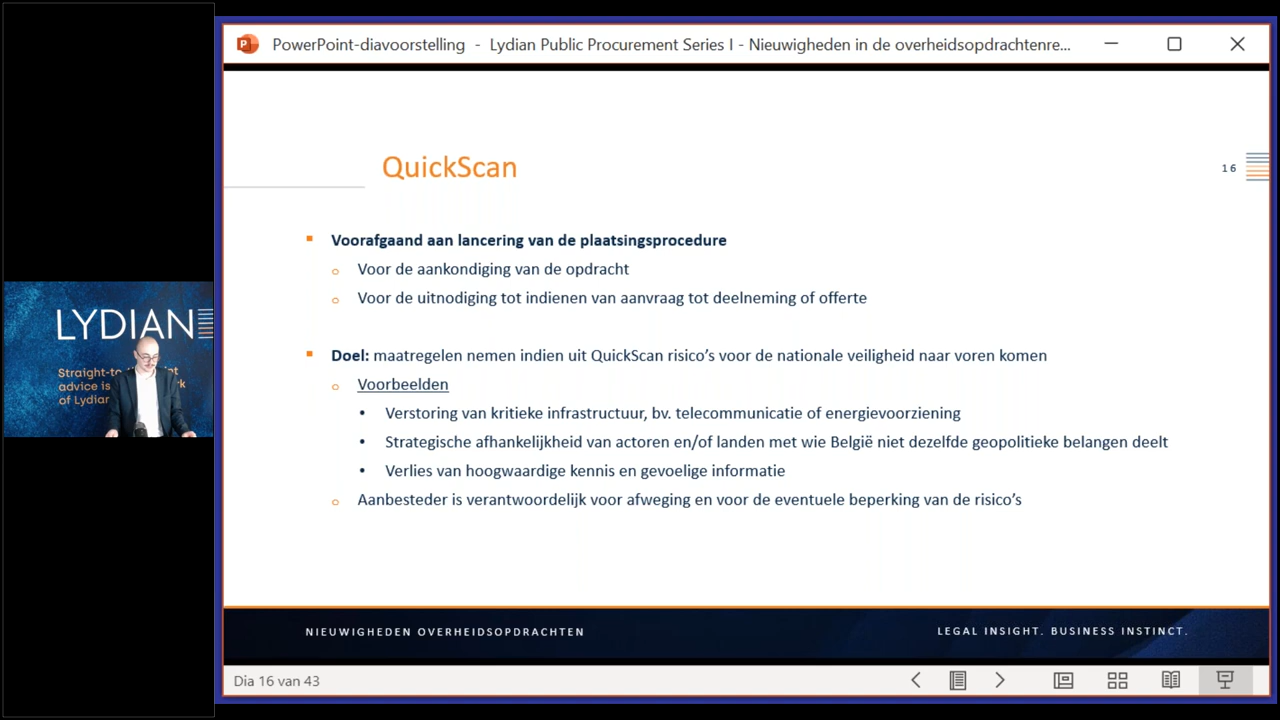 PowerPoint-diavoorstelling - Lydian Public Procurement Series I - Nieuwigheden in de overheidsopdrachtenre...
QuickScan
16
Voorafgaand aan lancering van de plaatsingsprocedure
Voor de aankondiging van de opdracht
Voor de uitnodiging tot indienen van aanvraag tot deelneming of offerte
Doel: maatregelen nemen indien uit QuickScan risico's voor de nationale veiligheid naar voren komen
Voorbeelden
Verstoring van kritieke infrastructuur, bv. telecommunicatie of energievoorziening
Strategische afhankelijkheid van actoren en/of landen met wie België niet dezelfde geopolitieke belangen deelt
Verlies van hoogwaardige kennis en gevoelige informatie
Aanbesteder is verantwoordelijk voor afweging en voor de eventuele beperking van de risico's
NIEUWIGHEDEN OVERHEIDSOPDRACHTEN
LEGAL INSIGHT. BUSINESS INSTINCT.
Dia 16 van 43
LYDIAN
advice is
of Lydian